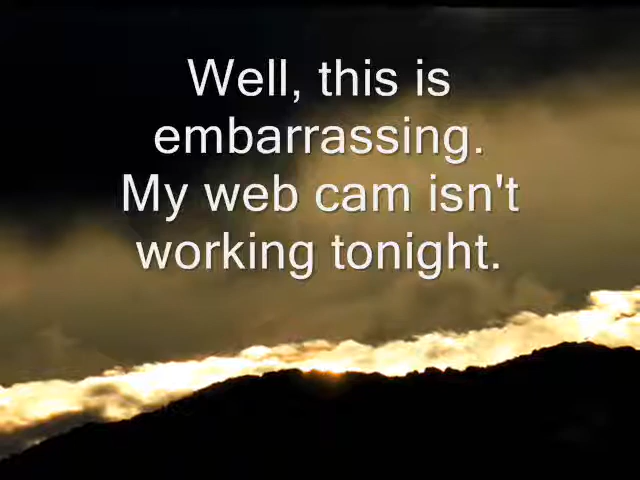 Well, this is
embarrassing.
My web cam isn't
working tonight.